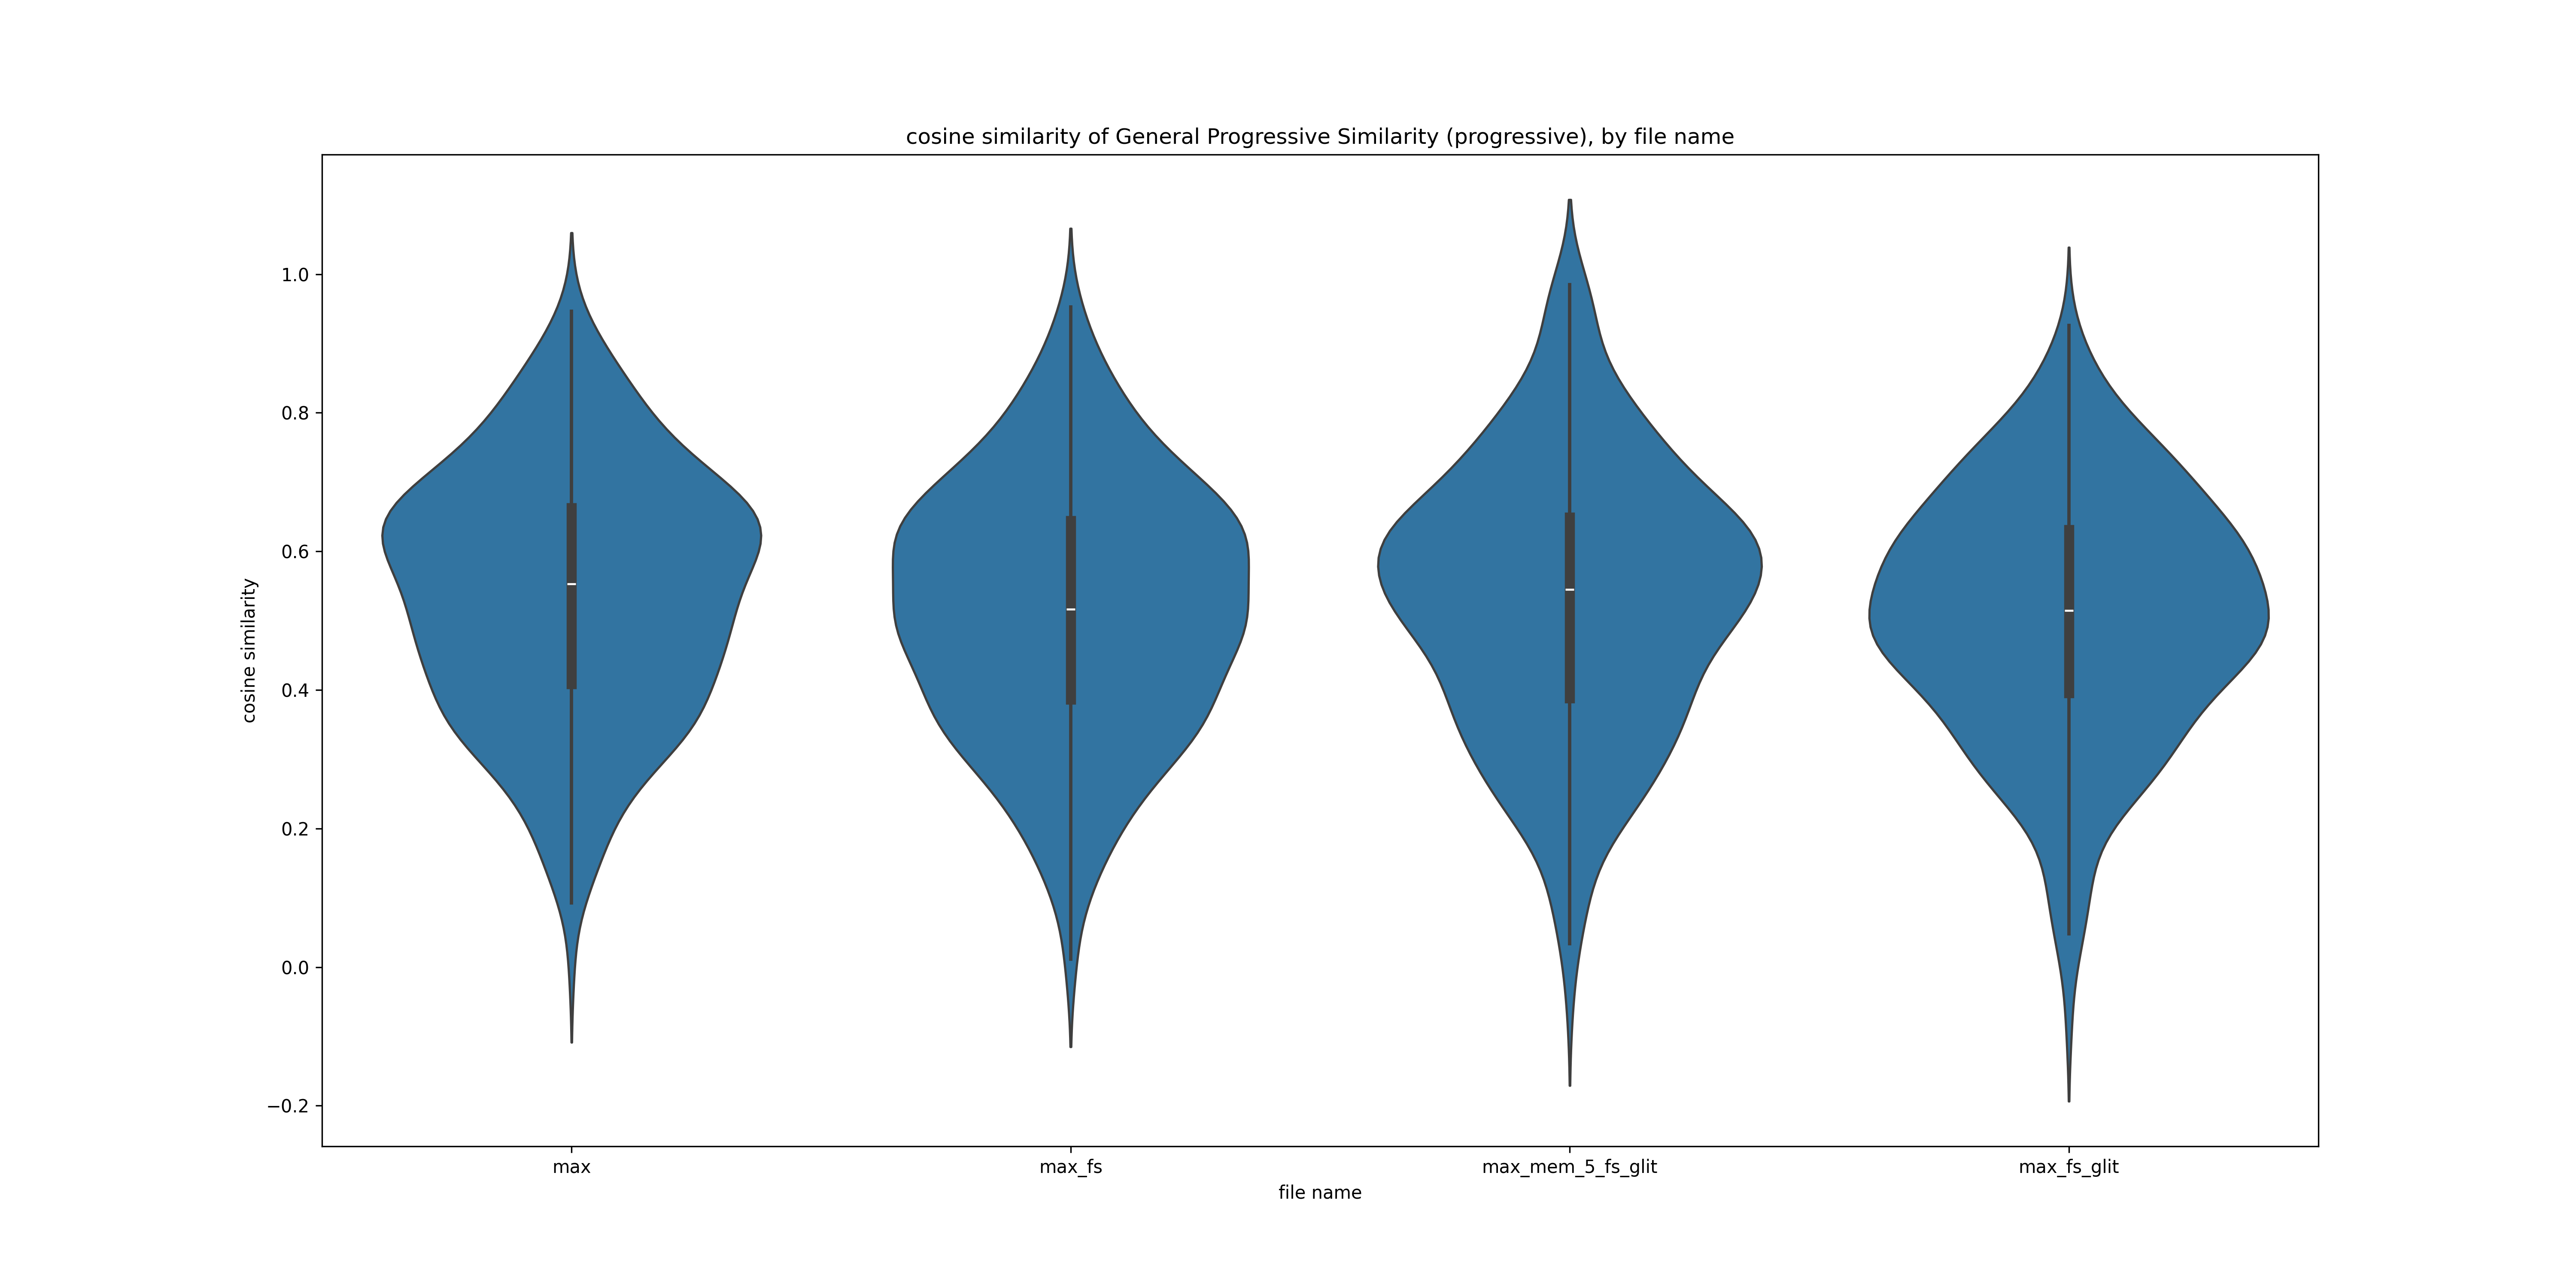 cosine similarity of General Progressive Similarity (progressive), by file name
cosine similarity
1.0
0.8
0.6
0.4
0.2
0.0
−0.2
max max_fs max_mem_5_fs_glit max_fs_glit
file name